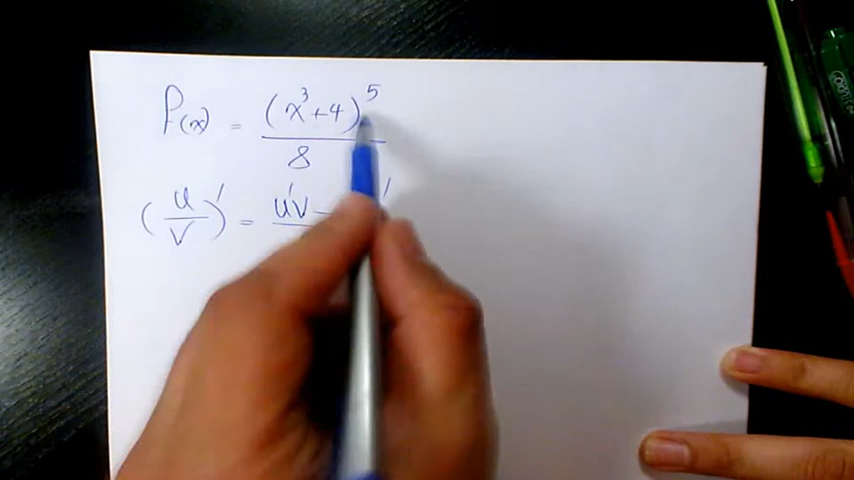 P(x) = (x³+4)⁵ / 8
(u/v)' = u'v - '